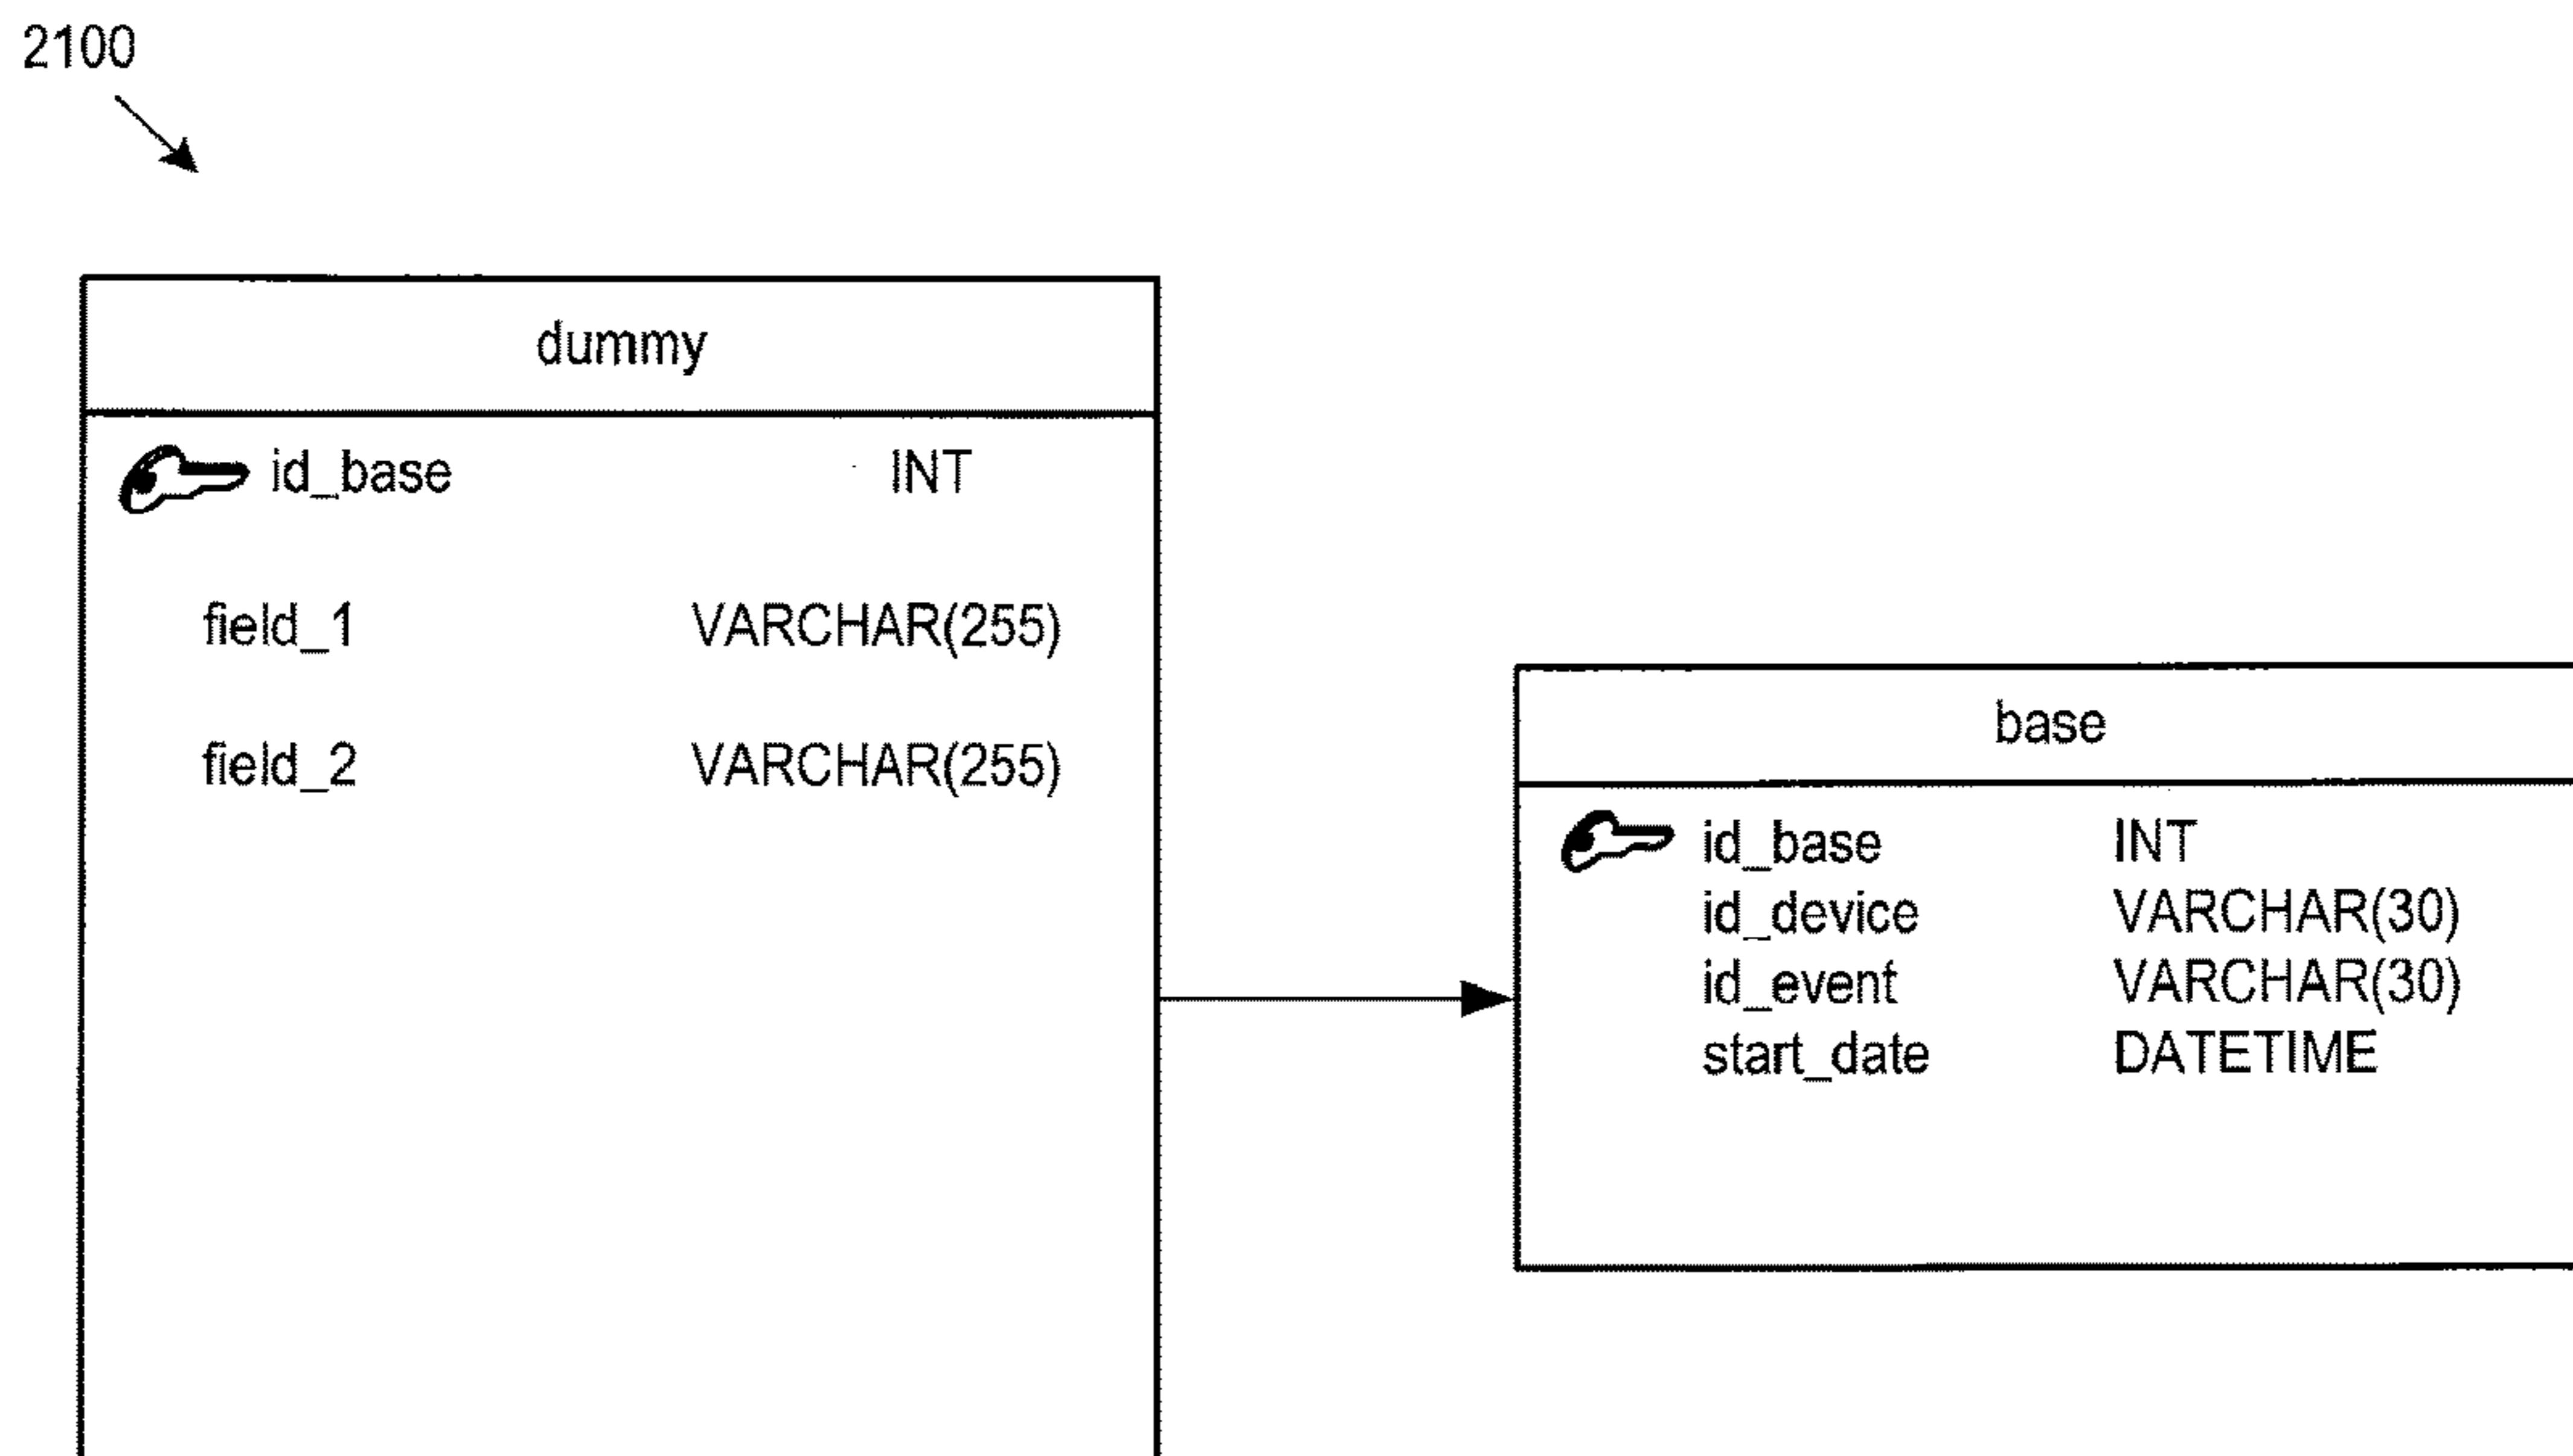 2100
dummy
id_base INT
field_1 VARCHAR(255)
field_2 VARCHAR(255)
base
id_base INT
id_device VARCHAR(30)
id_event VARCHAR(30)
start_date DATETIME